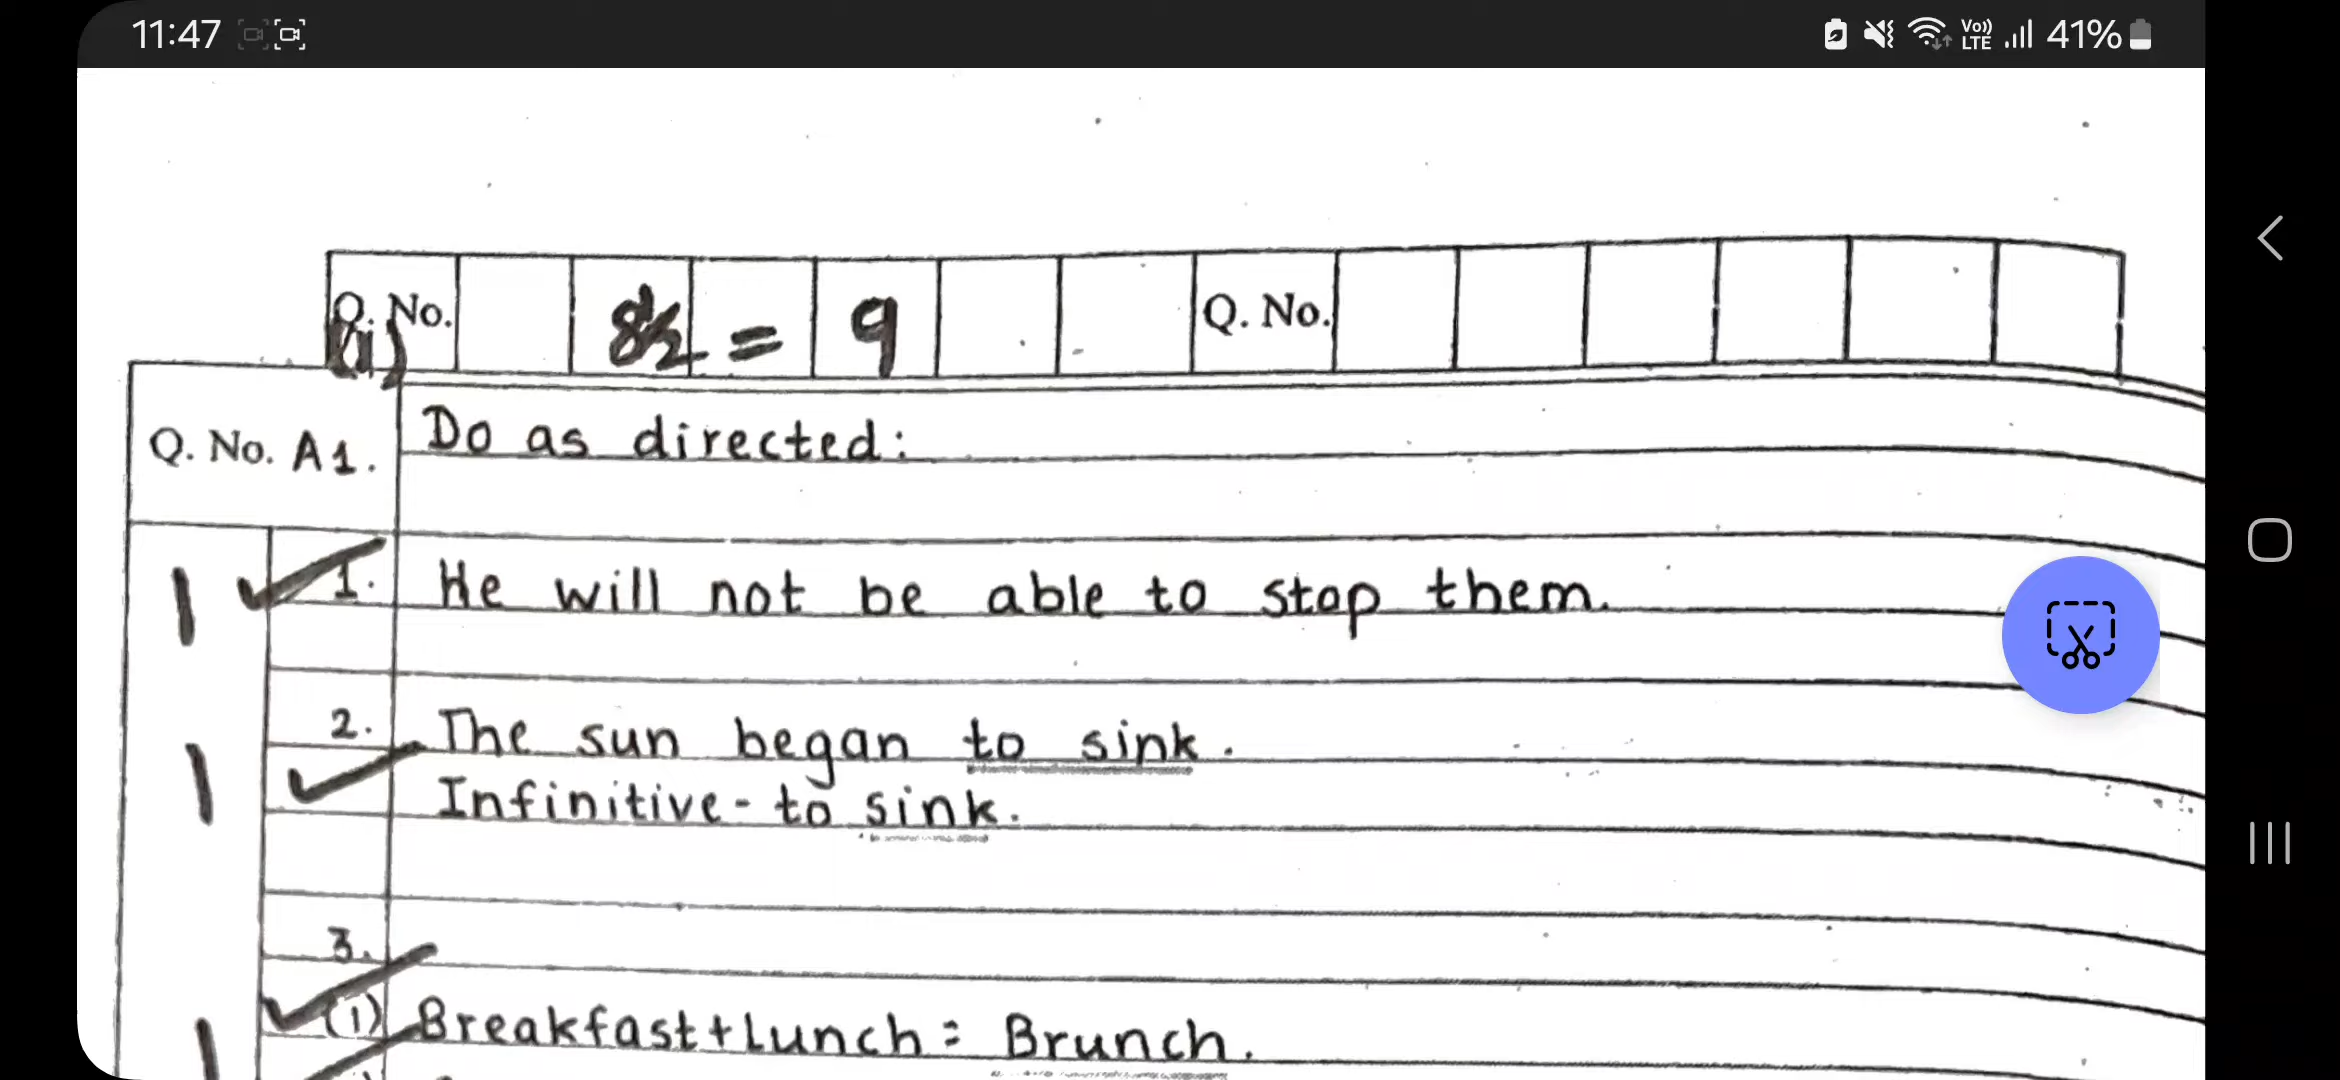 11:47 Vo)) LTE 41%
Q. No. 8½ = 9 Q. No.
Q. No. A1. Do as directed:
1 1. He will not be able to stop them.
2. The sun began to sink.
1 Infinitive- to sink.
3.
1 (i) Breakfast+Lunch = Brunch.